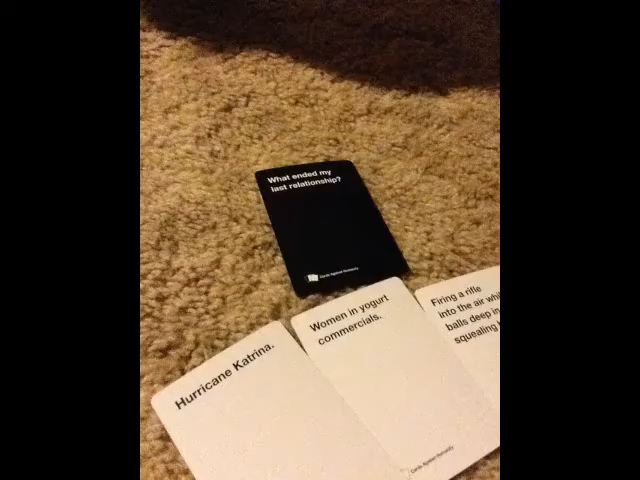 What ended my
last relationship?
Cards Against Humanity
Hurricane Katrina.
Women in yogurt
commercials.
Cards Against Humanity
Firing a rifle
into the air
balls deep in
squealing